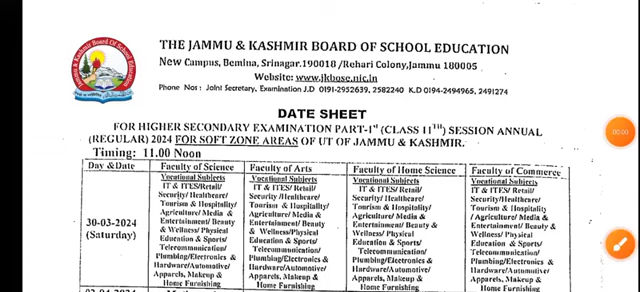 THE JAMMU & KASHMIR BOARD OF SCHOOL EDUCATION
New Campus, Bemina, Srinagar.190018 /Rehari Colony,Jammu 180005
Website: www.jkbose.nic.in
Phone Nos : Joint Secretary, Examination J.D 0191-2952639, 2582240 K.D 0194-2494965, 2491274
Jammu & Kashmir Board Of School Education
DATE SHEET
FOR HIGHER SECONDARY EXAMINATION PART-1st (CLASS 11TH) SESSION ANNUAL
(REGULAR) 2024 FOR SOFT ZONE AREAS OF UT OF JAMMU & KASHMIR.
Timing: 11.00 Noon
00:00
Day &Date
Faculty of Science
Faculty of Arts
Faculty of Home Science
Faculty of Commerce
30-03-2024
(Saturday)
Vocational Subjects
IT & ITES/Retail/
Security/Healthcare/
Tourism & Hospitality/
Agriculture/ Media &
Entertainment/ Beauty
& Wellness/ Physical
Education & Sports/
Telecommunication/
Plumbing/Electronics &
Hardware/Automotive/
Apparels, Makeup &
Home Furnishing
Vocational Subjects
IT & ITES/ Retail/
Security /Healthcare/
Tourism & Hospitality/
Agriculture/ Media &
Entertainment/ Beauty
& Wellness/Physical
Education & Sports/
Telecommunication/
Plumbing/Electronics &
Hardware/Automotive/
Apparels, Makeup &
Home Furnishing
Vocational Subjects
IT & ITES/ Retail/
Security/ Healthcare/
Tourism & Hospitality/
Agriculture/ Media &
Entertainment/ Beauty
& Wellness/ Physical
Education & Sports/
Telecommunication/
Plumbing/Electronics &
Hardware/Automotive/
Apparels, Makeup &
Home Furnishing
Vocational Subjects
IT & ITES/ Retail/
Security/Healthcare/
Tourism & Hospitality
/ Agriculture/ Media &
Entertainment/ Beauty &
Wellness/ Physical
Education & Sports/
Telecommunication/
Plumbing/Electronics &
Hardware/Automotive/
Apparels, Makeup &
Home Furnishing